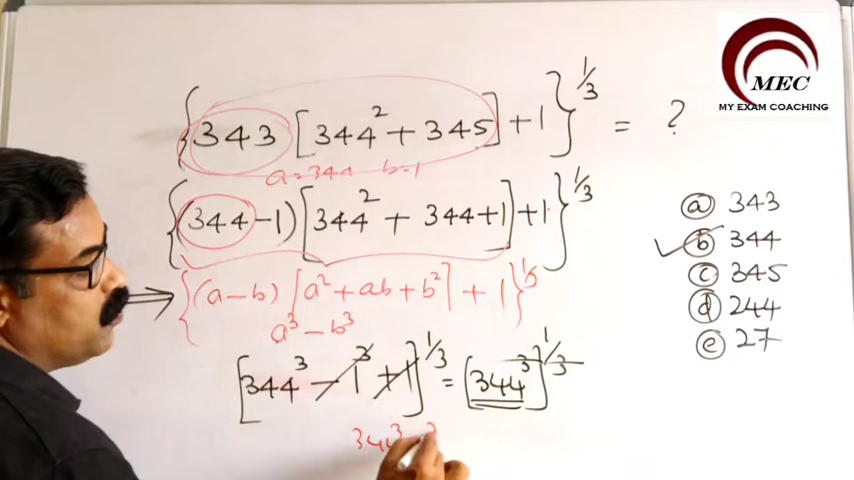 MEC
MY EXAM COACHING
{343[344²+345]+1}^1/3 = ?
a=344 b=1
{(344-1)[344²+344+1]+1}^1/3
⇒ {(a-b)[a²+ab+b²]+1}^1/3
a³-b³
[344³-1³+1]^1/3 = [344³]^1/3
344³
ⓐ 343
✓ⓑ 344
ⓒ 345
ⓓ 244
ⓔ 27